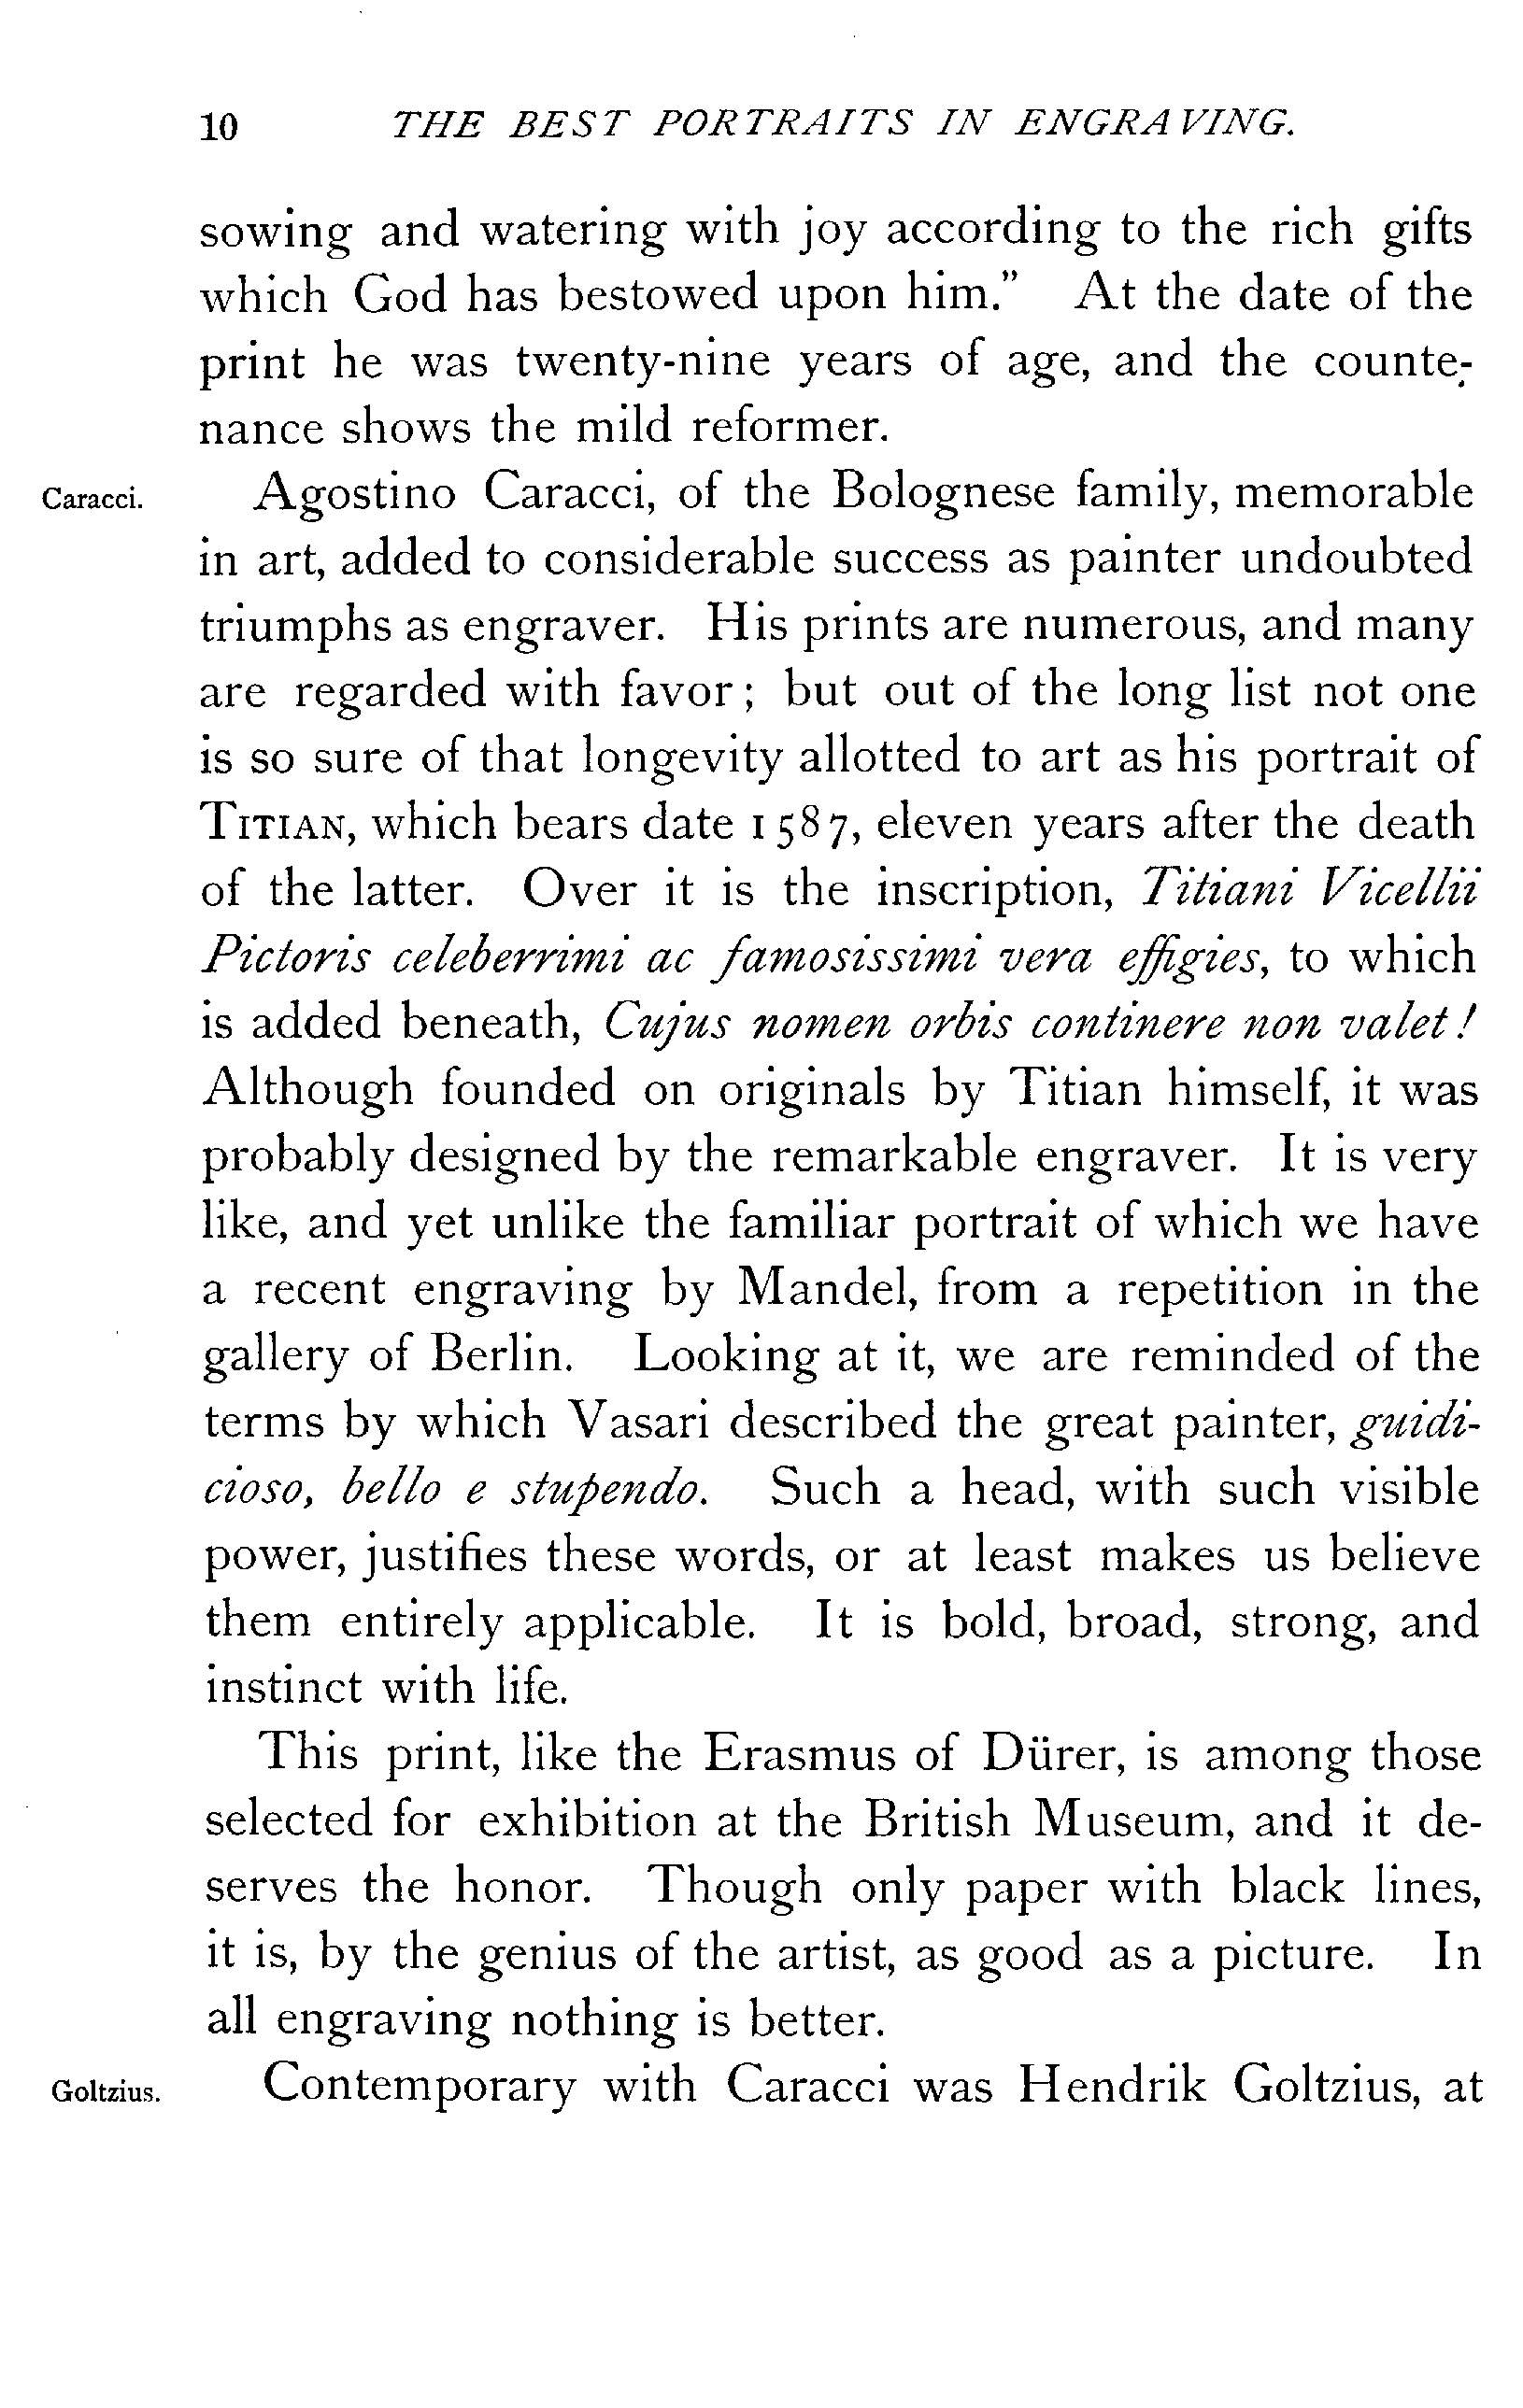 10 THE BEST PORTRAITS IN ENGRAVING.
sowing and watering with joy according to the rich gifts
which God has bestowed upon him.” At the date of the
print he was twenty-nine years of age, and the counte-
nance shows the mild reformer.
Caracci. Agostino Caracci, of the Bolognese family, memorable
in art, added to considerable success as painter undoubted
triumphs as engraver. His prints are numerous, and many
are regarded with favor; but out of the long list not one
is so sure of that longevity allotted to art as his portrait of
TITIAN, which bears date 1587, eleven years after the death
of the latter. Over it is the inscription, Titiani Vicellii
Pictoris celeberrimi ac famosissimi vera effigies, to which
is added beneath, Cujus nomen orbis continere non valet!
Although founded on originals by Titian himself, it was
probably designed by the remarkable engraver. It is very
like, and yet unlike the familiar portrait of which we have
a recent engraving by Mandel, from a repetition in the
gallery of Berlin. Looking at it, we are reminded of the
terms by which Vasari described the great painter, guidi-
cioso, bello e stupendo. Such a head, with such visible
power, justifies these words, or at least makes us believe
them entirely applicable. It is bold, broad, strong, and
instinct with life.
This print, like the Erasmus of Dürer, is among those
selected for exhibition at the British Museum, and it de-
serves the honor. Though only paper with black lines,
it is, by the genius of the artist, as good as a picture. In
all engraving nothing is better.
Goltzius. Contemporary with Caracci was Hendrik Goltzius, at